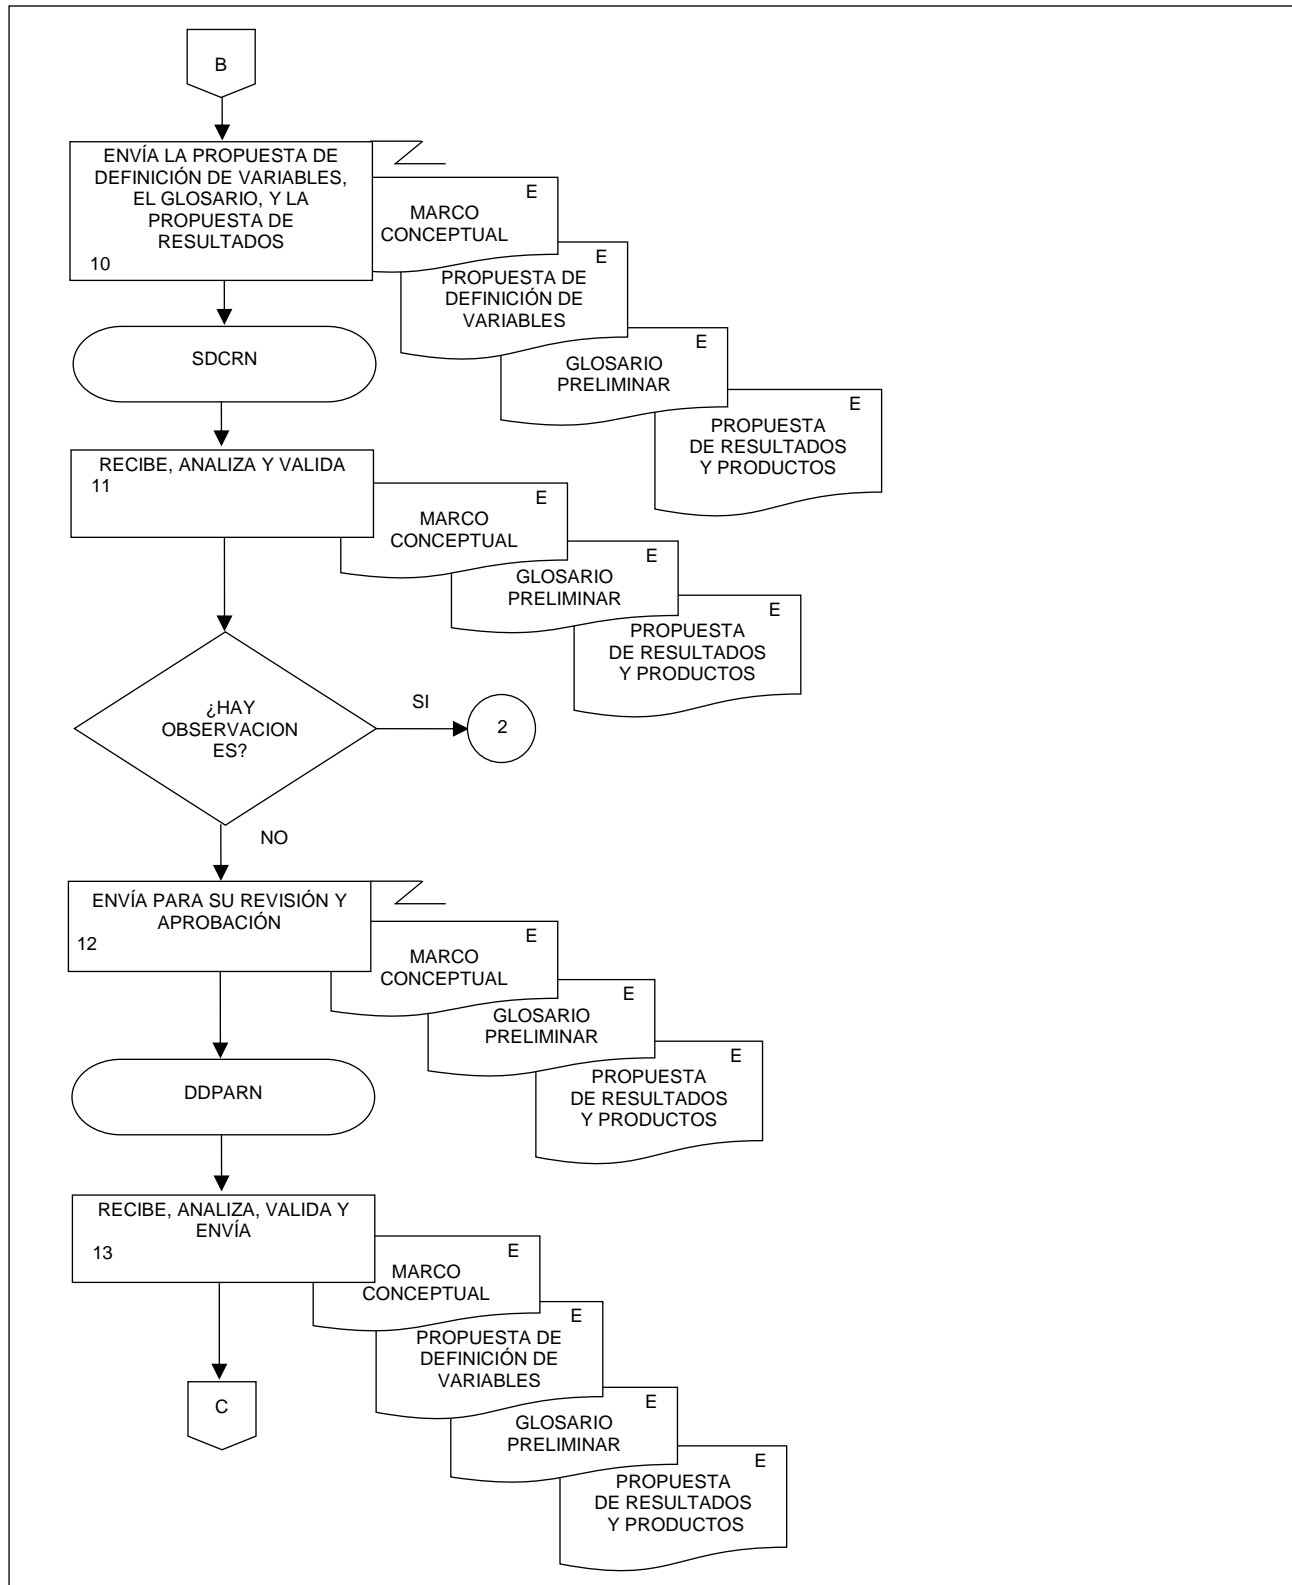 B
ENVÍA LA PROPUESTA DE
DEFINICIÓN DE VARIABLES,
EL GLOSARIO, Y LA
PROPUESTA DE
RESULTADOS
10
E
MARCO
CONCEPTUAL
E
PROPUESTA DE
DEFINICIÓN DE
VARIABLES
E
GLOSARIO
PRELIMINAR
E
PROPUESTA
DE RESULTADOS
Y PRODUCTOS
SDCRN
RECIBE, ANALIZA Y VALIDA
11
E
MARCO
CONCEPTUAL
E
GLOSARIO
PRELIMINAR
E
PROPUESTA
DE RESULTADOS
Y PRODUCTOS
¿HAY
OBSERVACION
ES?
SI
2
NO
ENVÍA PARA SU REVISIÓN Y
APROBACIÓN
12
E
MARCO
CONCEPTUAL
E
GLOSARIO
PRELIMINAR
E
PROPUESTA
DE RESULTADOS
Y PRODUCTOS
DDPARN
RECIBE, ANALIZA, VALIDA Y
ENVÍA
13
E
MARCO
CONCEPTUAL
E
PROPUESTA DE
DEFINICIÓN DE
VARIABLES
E
GLOSARIO
PRELIMINAR
E
PROPUESTA
DE RESULTADOS
Y PRODUCTOS
C